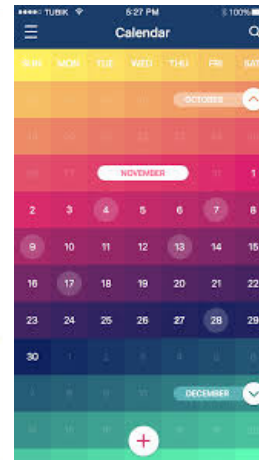 TUBIK 5:27 PM 100%
Calendar
SUN MON TUE WED THU FRI SAT
OCTOBER
NOVEMBER 1
2 3 4 5 6 7 8
9 10 11 12 13 14 15
16 17 18 19 20 21 22
23 24 25 26 27 28 29
30
DECEMBER
+